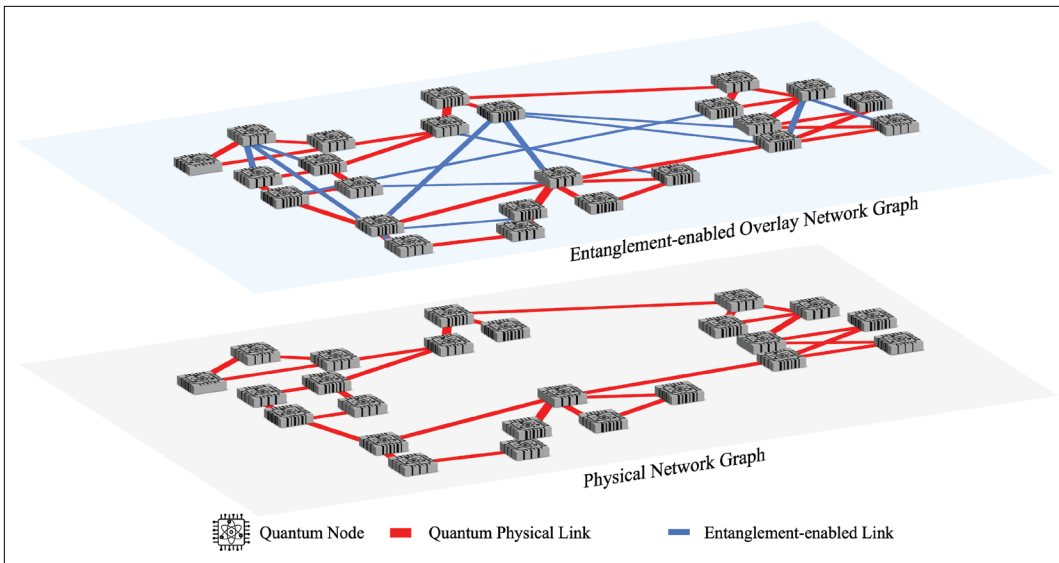 Entanglement-enabled Overlay Network Graph
Physical Network Graph
Quantum Node
Quantum Physical Link
Entanglement-enabled Link